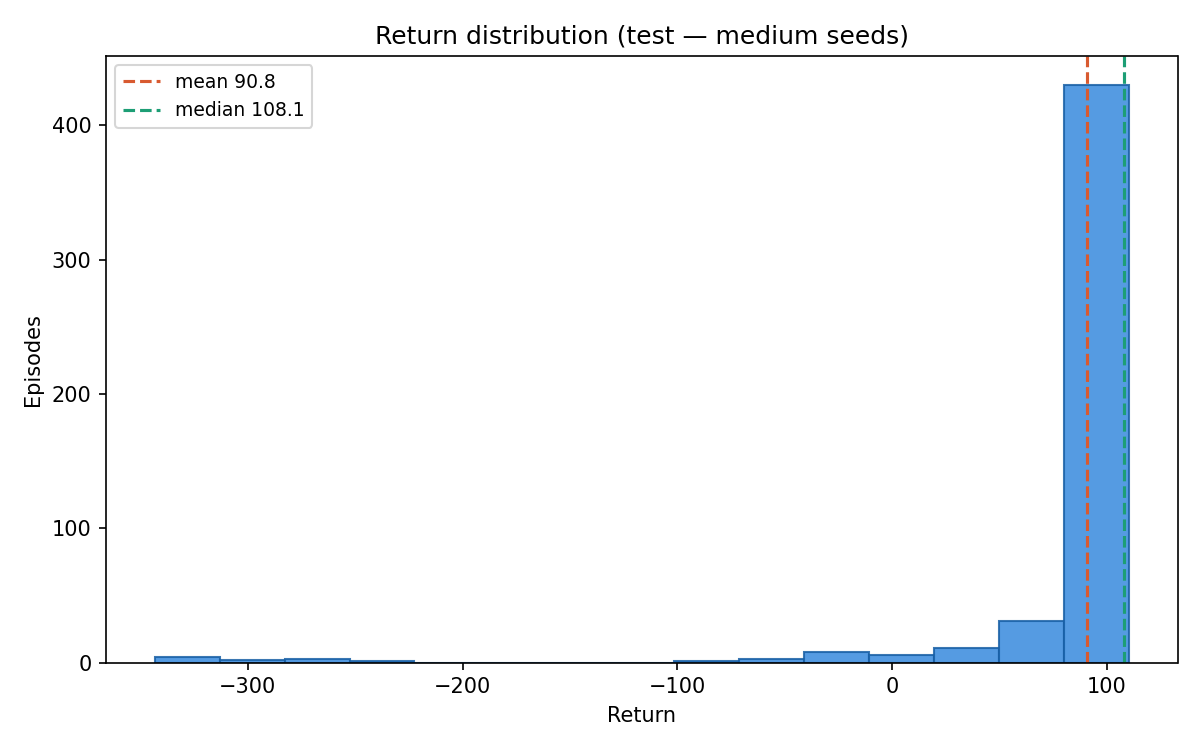 Return distribution (test — medium seeds)
mean 90.8
median 108.1
400
300
200
100
0
Episodes
−300
−200
−100
0
100
Return